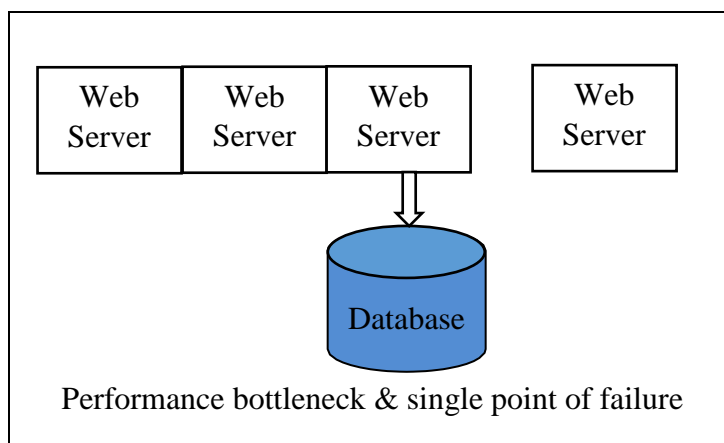 Web
Server
Web
Server
Web
Server
Web
Server
Database
Performance bottleneck & single point of failure